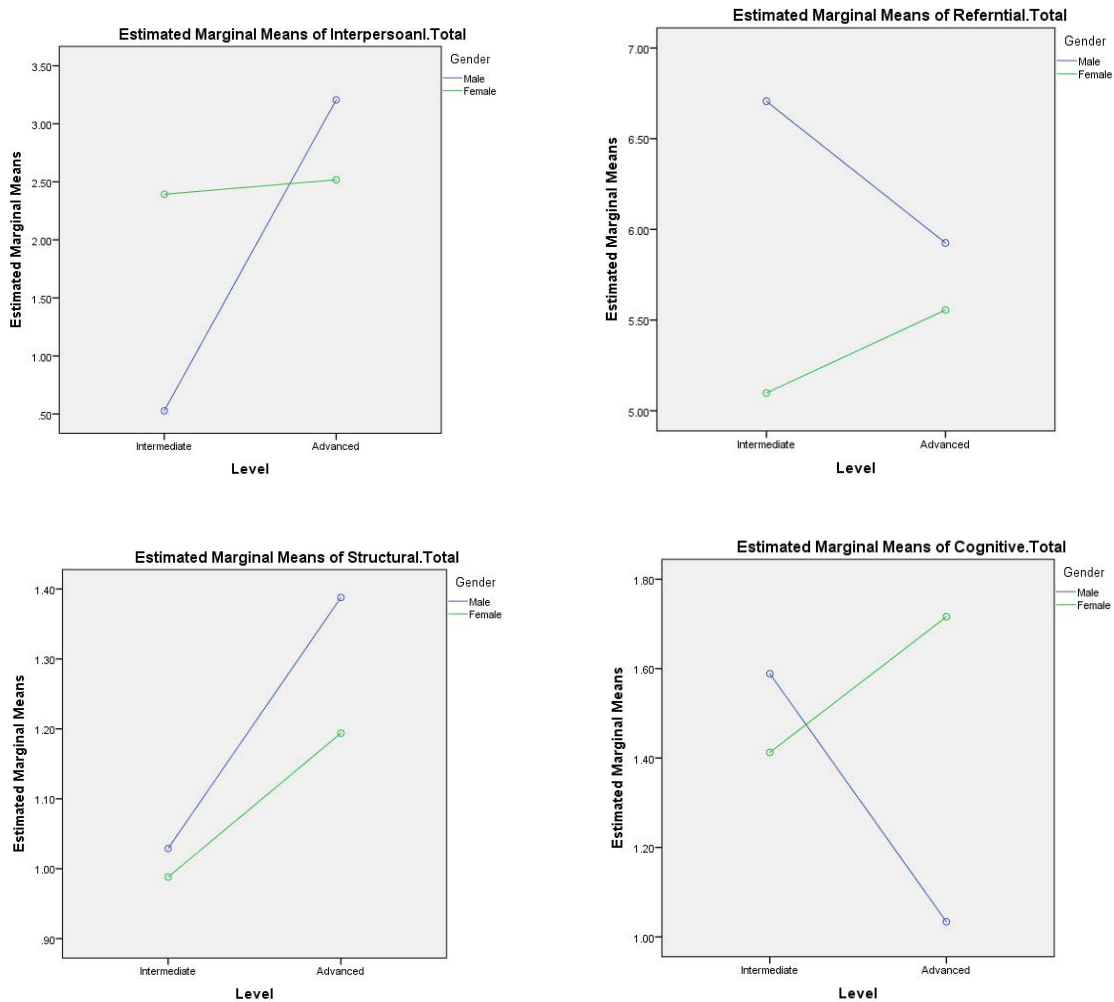 Estimated Marginal Means of Interpersoanl.Total
Gender
Male
Female
Estimated Marginal Means
3.50
3.00
2.50
2.00
1.50
1.00
.50
Intermediate
Advanced
Level
Estimated Marginal Means of Referntial.Total
Gender
Male
Female
Estimated Marginal Means
7.00
6.50
6.00
5.50
5.00
Intermediate
Advanced
Level
Estimated Marginal Means of Structural.Total
Gender
Male
Female
Estimated Marginal Means
1.40
1.30
1.20
1.10
1.00
.90
Intermediate
Advanced
Level
Estimated Marginal Means of Cognitive.Total
Gender
Male
Female
Estimated Marginal Means
1.80
1.60
1.40
1.20
1.00
Intermediate
Advanced
Level